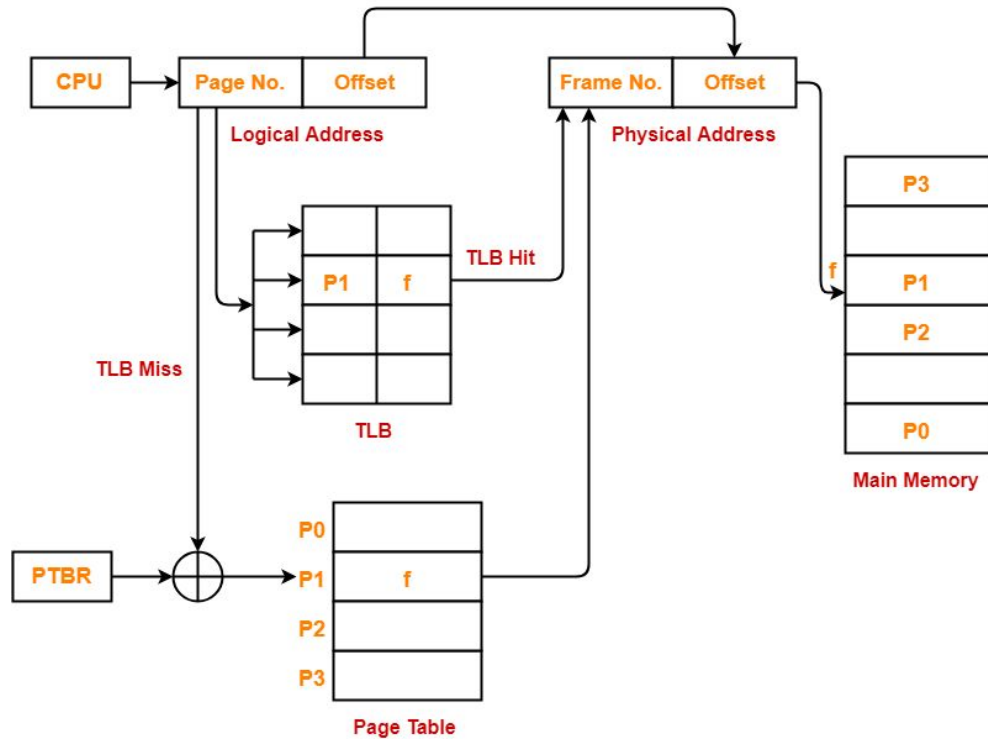 CPU
Page No.
Offset
Frame No.
Offset
Logical Address
Physical Address
P3
TLB Hit
f
P1
f
P1
P2
TLB Miss
TLB
P0
Main Memory
P0
PTBR
P1
f
P2
P3
Page Table